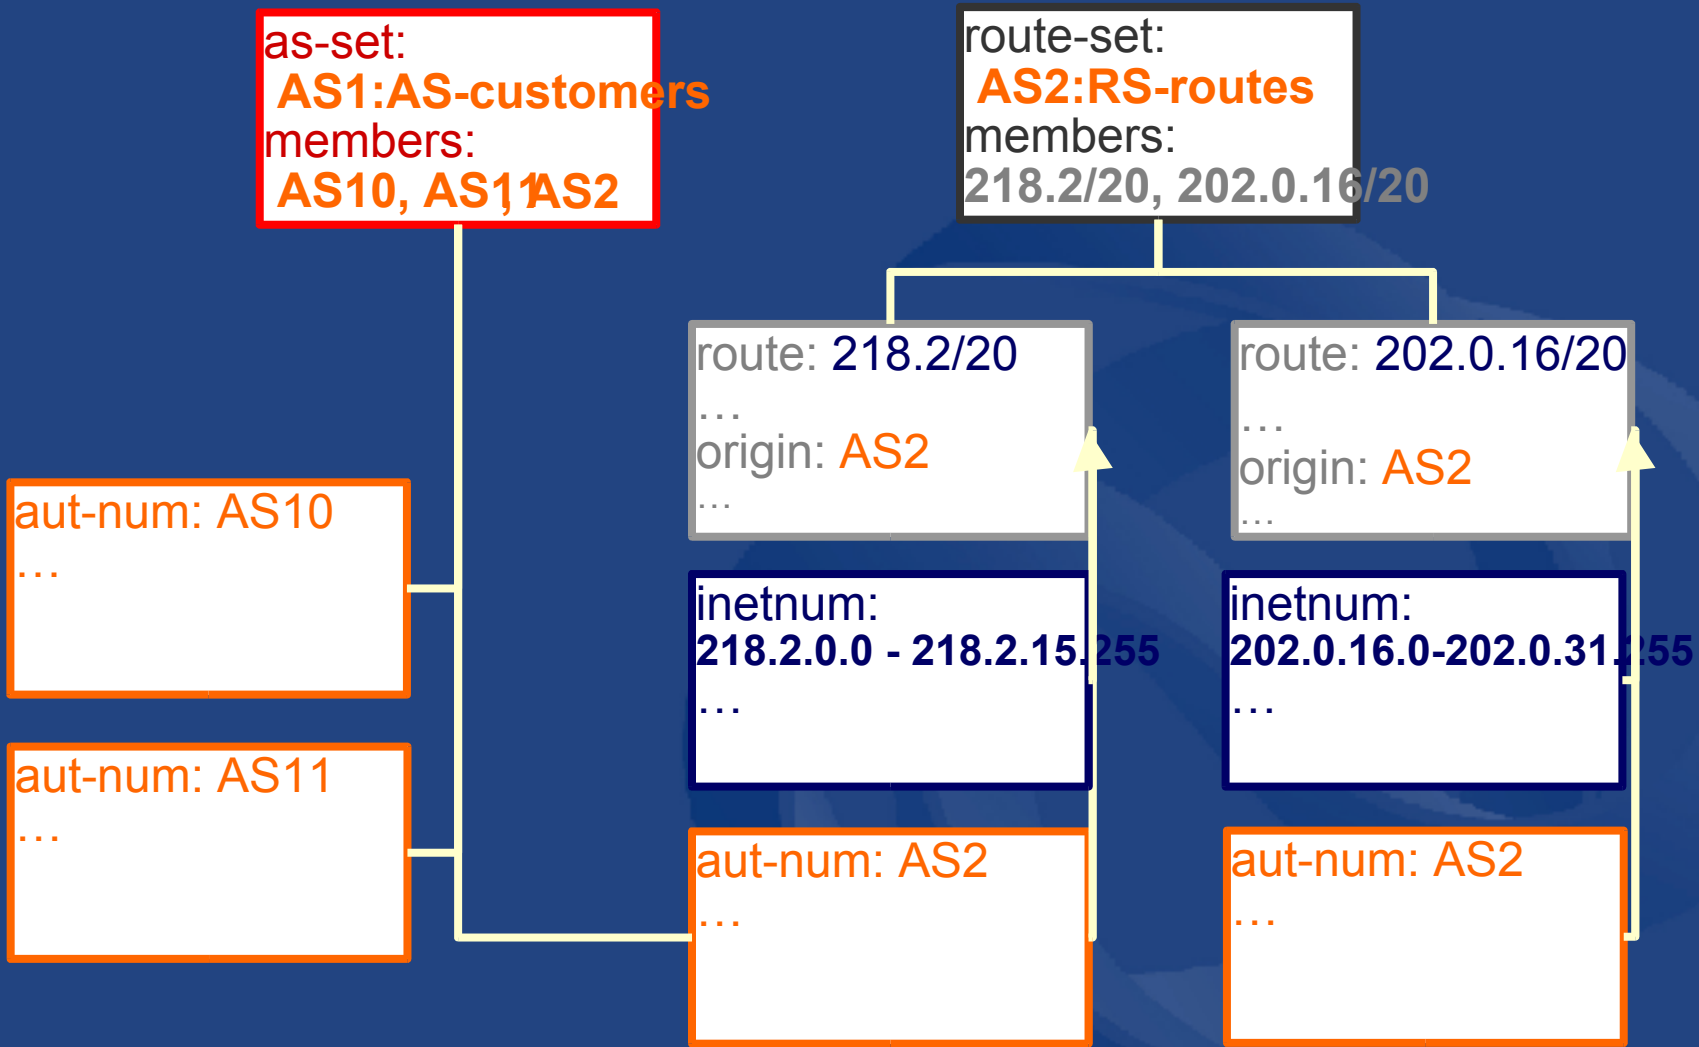 as-set:
AS1:AS-customers
members:
AS10, AS11, AS2
route-set:
AS2:RS-routes
members:
218.2/20, 202.0.16/20
route: 218.2/20
…
origin: AS2
…
route: 202.0.16/20
…
origin: AS2
…
aut-num: AS10
…
inetnum:
218.2.0.0 - 218.2.15.255
…
inetnum:
202.0.16.0-202.0.31.255
…
aut-num: AS11
…
aut-num: AS2
…
aut-num: AS2
…